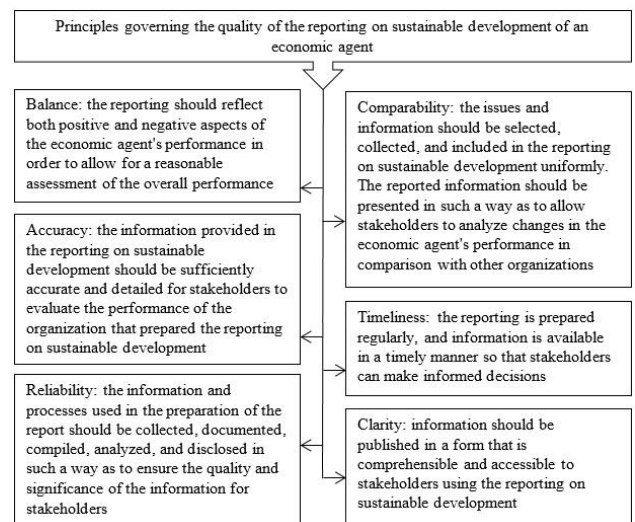 Principles governing the quality of the reporting on sustainable development of an
economic agent
Balance: the reporting should reflect
both positive and negative aspects of
the economic agent's performance in
order to allow for a reasonable
assessment of the overall performance
Accuracy: the information provided in
the reporting on sustainable
development should be sufficiently
accurate and detailed for stakeholders to
evaluate the performance of the
organization that prepared the reporting
on sustainable development
Reliability: the information and
processes used in the preparation of the
report should be collected, documented,
compiled, analyzed, and disclosed in
such a way as to ensure the quality and
significance of the information for
stakeholders
Comparability: the issues and
information should be selected,
collected, and included in the reporting
on sustainable development uniformly.
The reported information should be
presented in such a way as to allow
stakeholders to analyze changes in the
economic agent's performance in
comparison with other organizations
Timeliness: the reporting is prepared
regularly, and information is available
in a timely manner so that stakeholders
can make informed decisions
Clarity: information should be
published in a form that is
comprehensible and accessible to
stakeholders using the reporting on
sustainable development